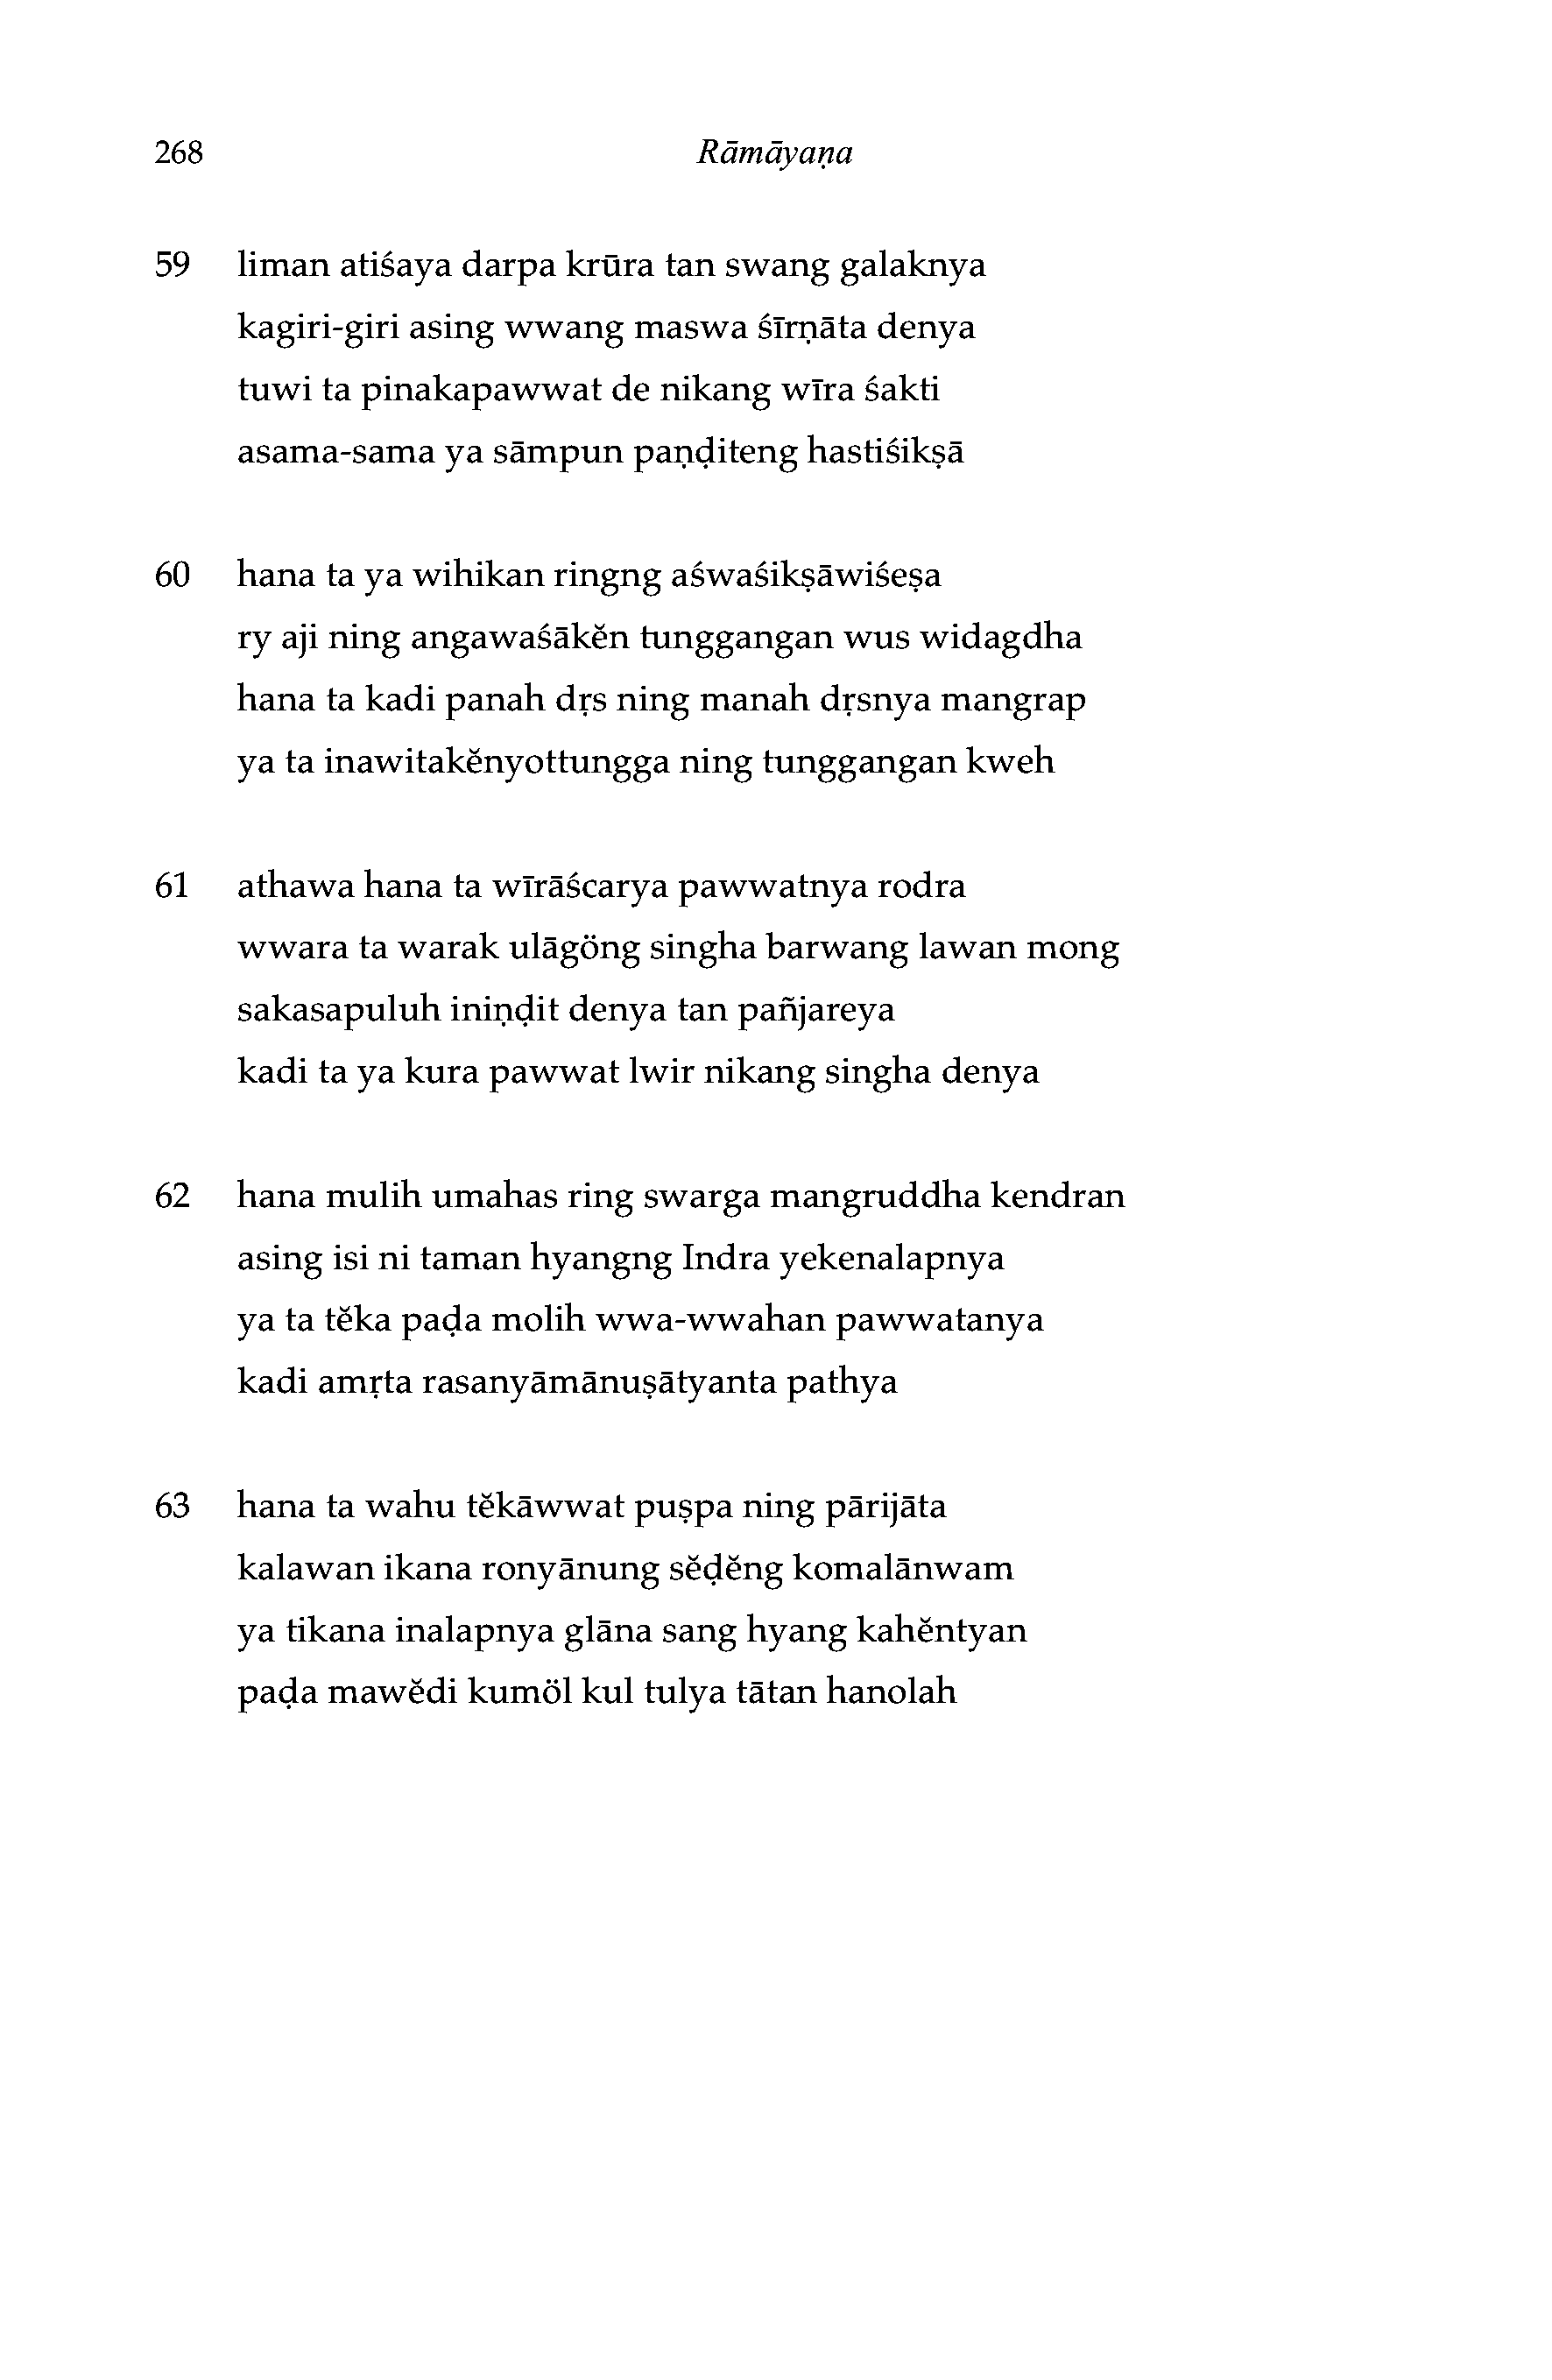 268 Rāmāyaṇa
59 liman atiśaya darpa krūra tan swang galaknya
kagiri-giri asing wwang maswa śīrṇāta denya
tuwi ta pinakapawwat de nikang wīra śakti
asama-sama ya sāmpun paṇḍiteng hastiśikṣā
60 hana ta ya wihikan ringng aśwaśikṣāwiśeṣa
ry aji ning angawaśākĕn tunggangan wus widagdha
hana ta kadi panah dṛs ning manah dṛsnya mangrap
ya ta inawitakĕnyottungga ning tunggangan kweh
61 athawa hana ta wīrāścarya pawwatnya rodra
wwara ta warak ulāgöng singha barwang lawan mong
sakasapuluh iniṇḍit denya tan pañjareya
kadi ta ya kura pawwat lwir nikang singha denya
62 hana mulih umahas ring swarga mangruddha kendran
asing isi ni taman hyangng Indra yekenalapnya
ya ta tĕka paḍa molih wwa-wwahan pawwatanya
kadi amṛta rasanyāmānuṣātyanta pathya
63 hana ta wahu tĕkāwwat puṣpa ning pārijāta
kalawan ikana ronyānung sĕḍĕng komalānwam
ya tikana inalapnya glāna sang hyang kahĕntyan
paḍa mawĕdi kumöl kul tulya tātan hanolah